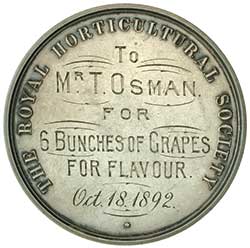 THE ROYAL HORTICULTURAL SOCIETY
To
Mr T. OSMAN.
FOR
6 BUNCHES OF GRAPES
FOR FLAVOUR.
Oct. 18. 1892.